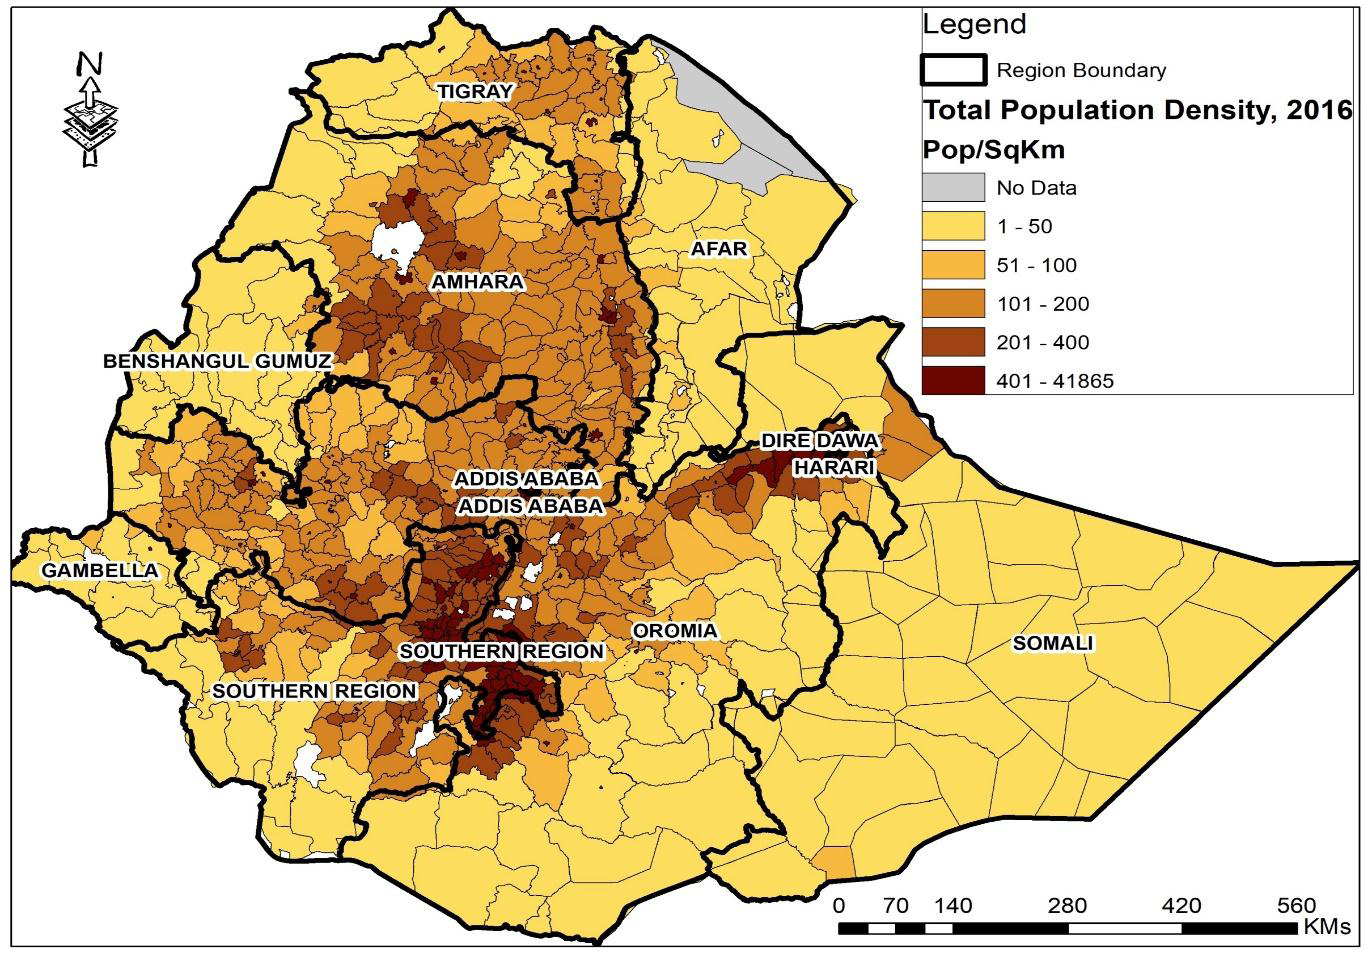 Legend
Region Boundary
Total Population Density, 2016
Pop/SqKm
No Data
1 - 50
51 - 100
101 - 200
201 - 400
401 - 41865
N
TIGRAY
AFAR
AMHARA
BENSHANGUL GUMUZ
DIRE DAWA
HARARI
ADDIS ABABA
ADDIS ABABA
GAMBELLA
OROMIA
SOMALI
SOUTHERN REGION
SOUTHERN REGION
0 70 140 280 420 560
KMs